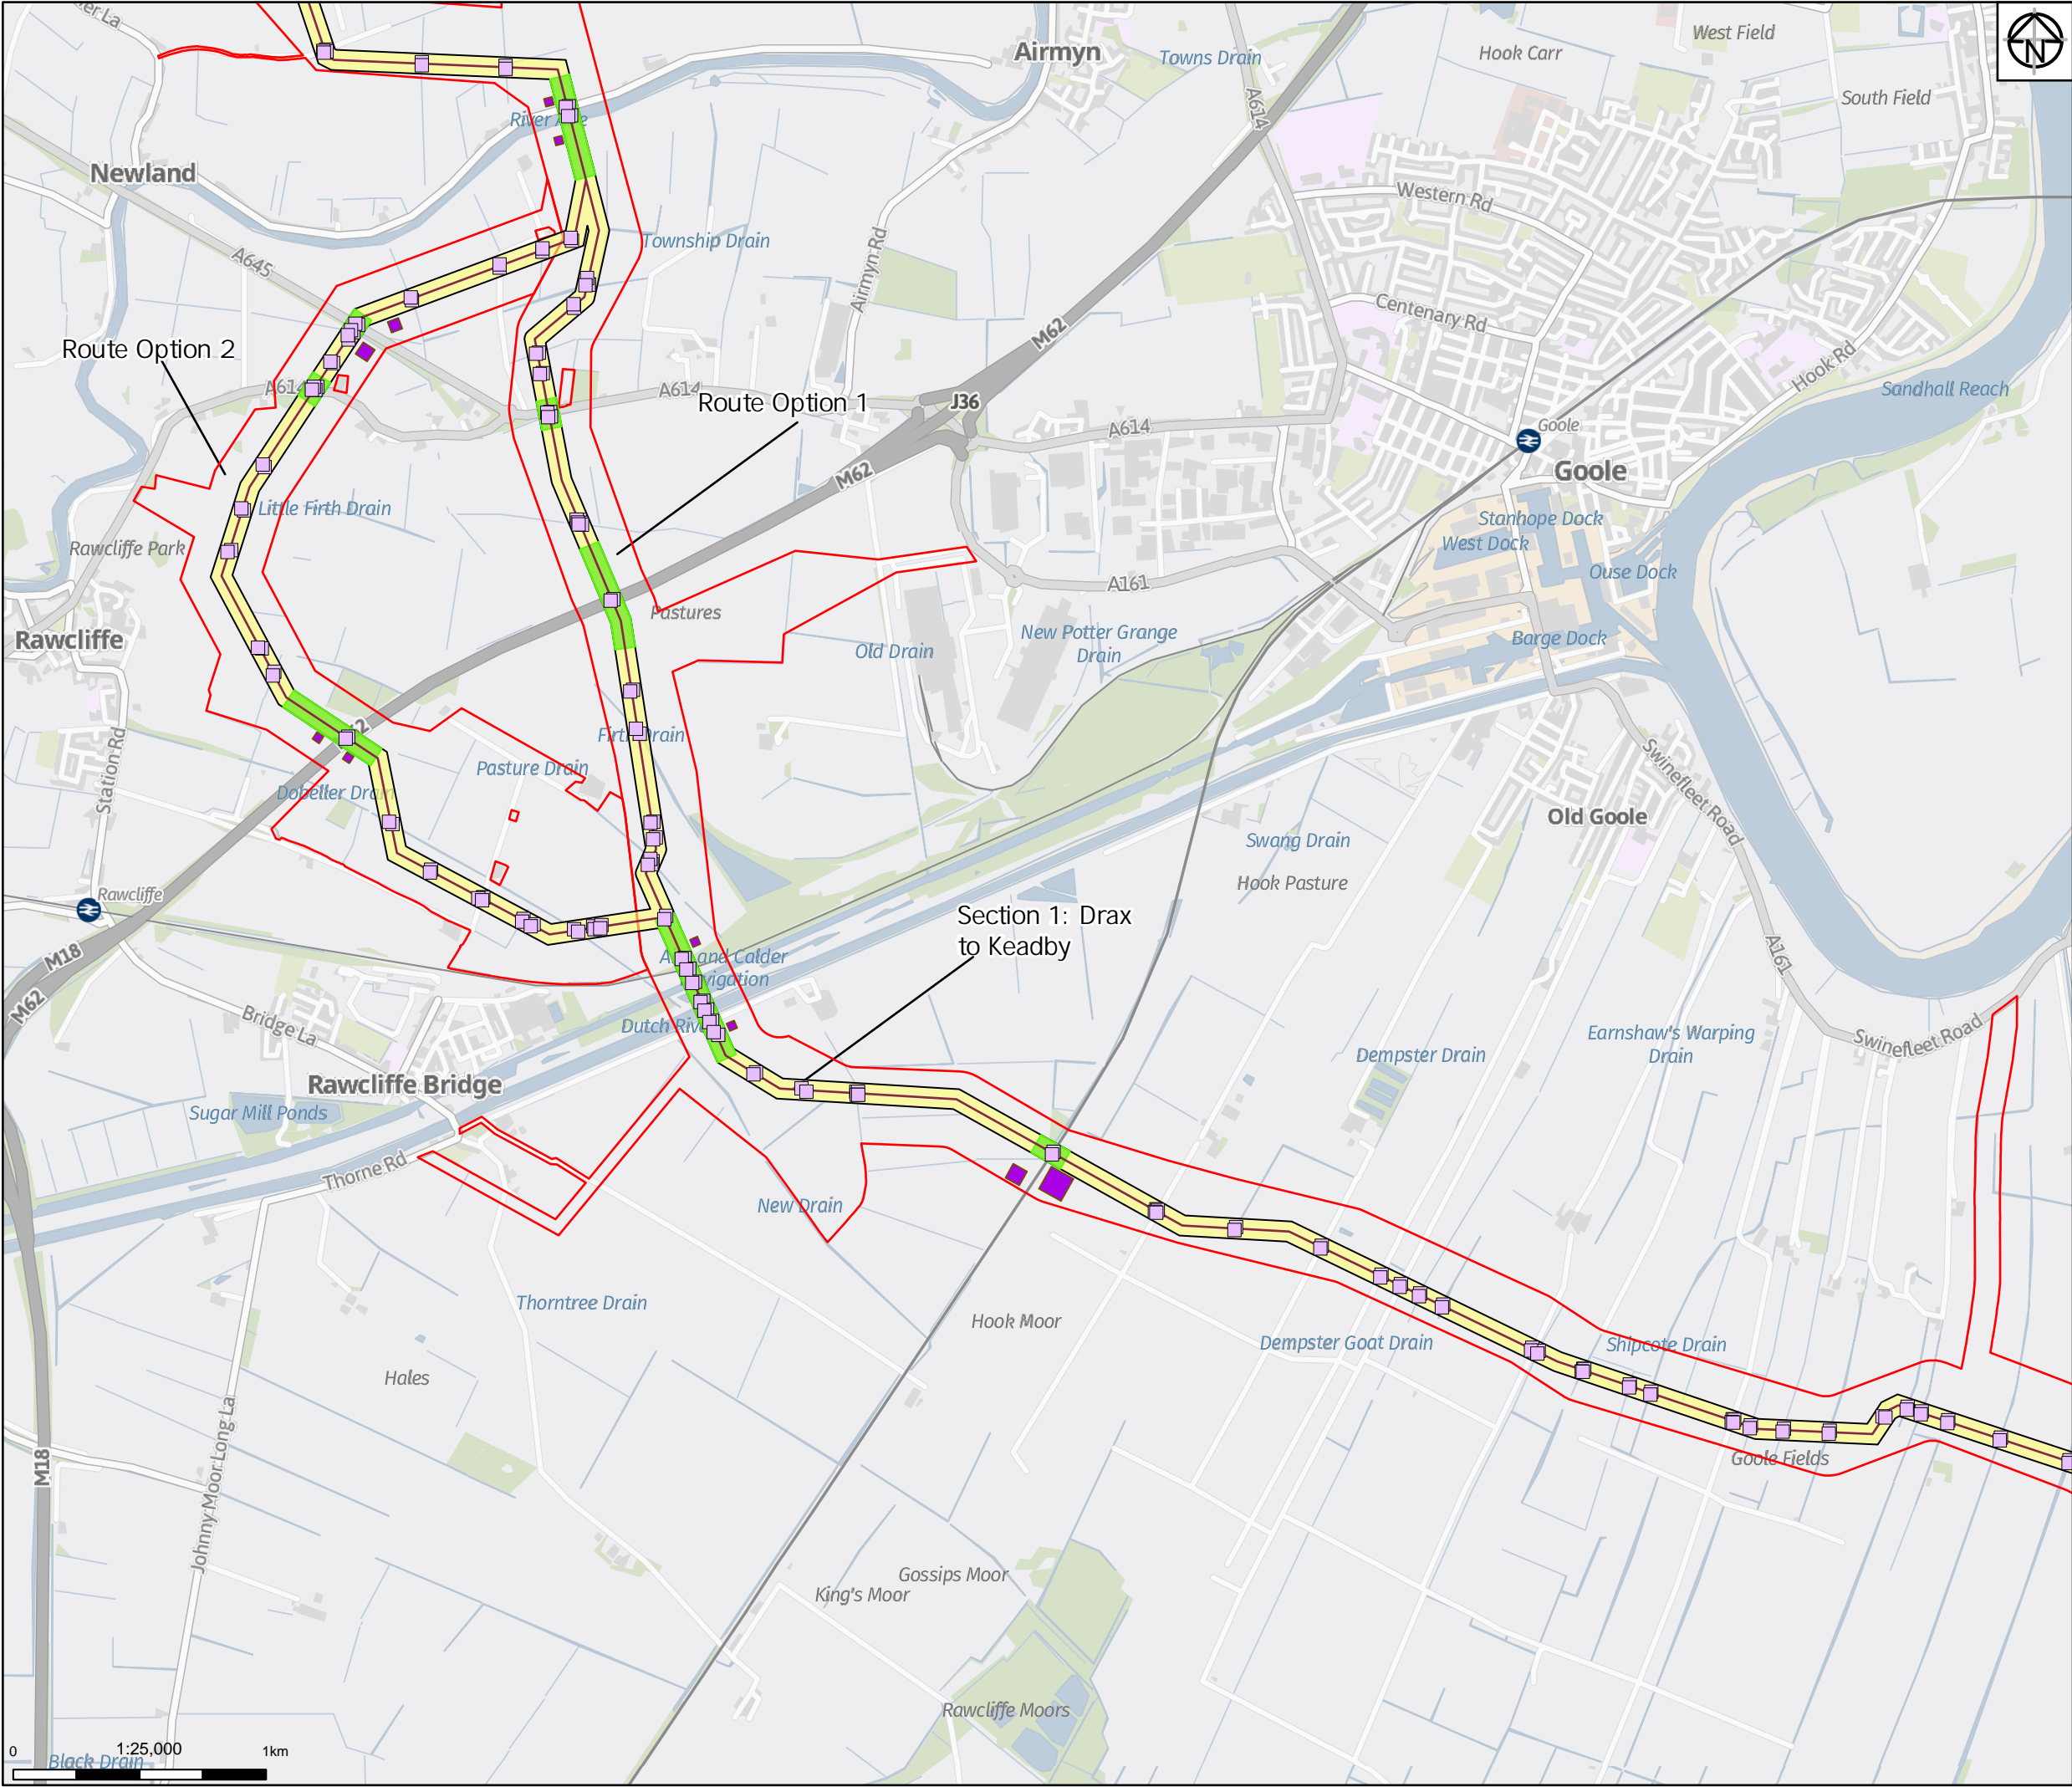 Airmyn
Towns Drain
Hook Carr
West Field
N
South Field
A614
River Aire
Newland
Western Rd
Township Drain
A645
Airmyn Rd
Centenary Rd
M62
Hook Rd
Route Option 2
A614
A614
Route Option 1
J36
A614
Sandhall Reach
Goole
Goole
M62
Little Firth Drain
Stanhope Dock
West Dock
Rawcliffe Park
Ouse Dock
A161
Pastures
Rawcliffe
Old Drain
New Potter Grange
Drain
Barge Dock
Firth Drain
Station Rd
Pasture Drain
Dobeller Drain
Swinefleet Road
Old Goole
Swang Drain
Hook Pasture
Rawcliffe
Section 1: Drax
to Keadby
M18
M62
Aire and Calder
Navigation
A161
Bridge La
Dutch River
Earnshaw's Warping
Drain
Swinefleet Road
Dempster Drain
Rawcliffe Bridge
Sugar Mill Ponds
Thorne Rd
New Drain
Thorntree Drain
Hook Moor
Dempster Goat Drain
Shipcote Drain
Hales
M18
Johnny Moor Long La
Goole Fields
Gossips Moor
King's Moor
Rawcliffe Moors
0
1:25,000
1km
Black Drain